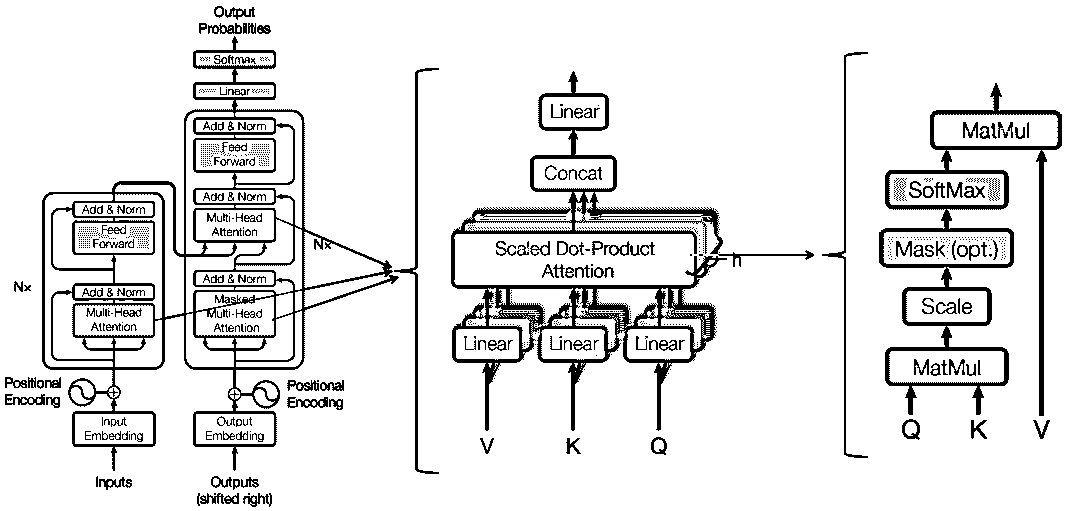 Output
Probabilities
Softmax
Linear
Add & Norm
Feed
Forward
Add & Norm
Multi-Head
Attention
Nx
Add & Norm
Masked
Multi-Head
Attention
Add & Norm
Feed
Forward
Nx
Add & Norm
Multi-Head
Attention
Positional
Encoding
Positional
Encoding
Input
Embedding
Output
Embedding
Inputs
Outputs
(shifted right)
Linear
Concat
Scaled Dot-Product
Attention
h
Linear
Linear
Linear
V
K
Q
MatMul
SoftMax
Mask (opt.)
Scale
MatMul
Q
K
V